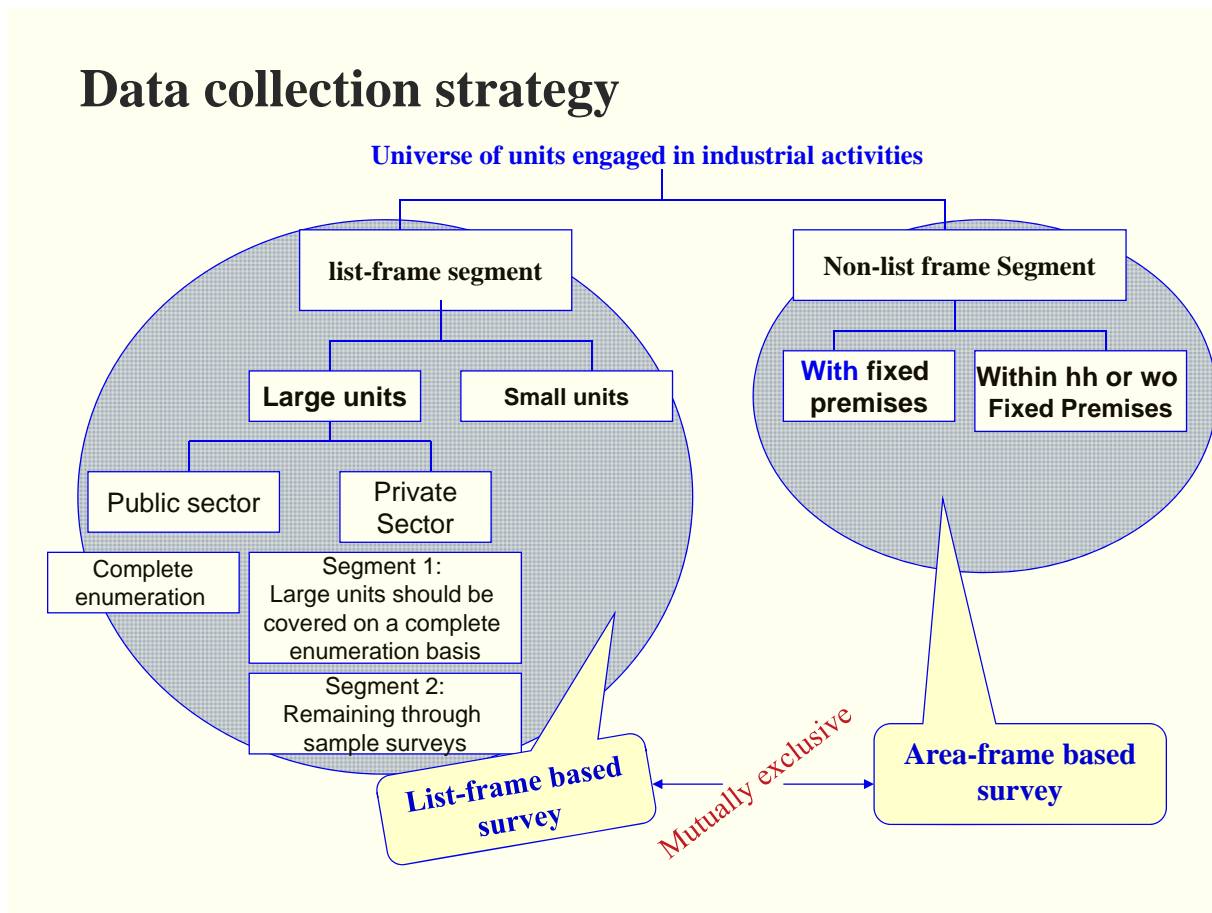 Data collection strategy
Universe of units engaged in industrial activities
list-frame segment
Non-list frame Segment
Large units
Small units
With fixed
premises
Within hh or wo
Fixed Premises
Public sector
Private
Sector
Complete
enumeration
Segment 1:
Large units should be
covered on a complete
enumeration basis
Segment 2:
Remaining through
sample surveys
List-frame based
survey
Mutually exclusive
Area-frame based
survey